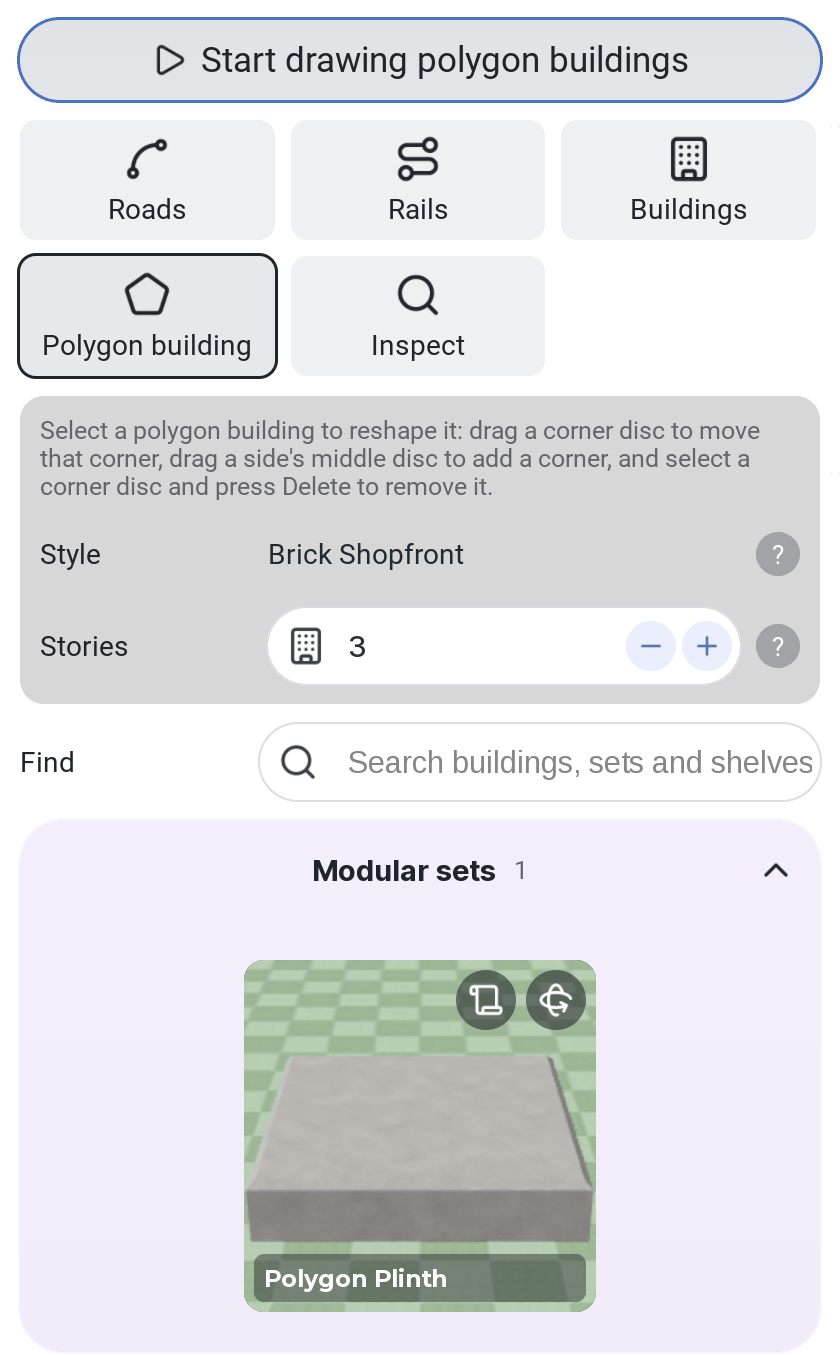 Start drawing polygon buildings
Roads
Rails
Buildings
Polygon building
Inspect
Select a polygon building to reshape it: drag a corner disc to move
that corner, drag a side's middle disc to add a corner, and select a
corner disc and press Delete to remove it.
Style
Brick Shopfront
?
Stories
3
?
Find
Search buildings, sets and shelves
Modular sets 1
Polygon Plinth